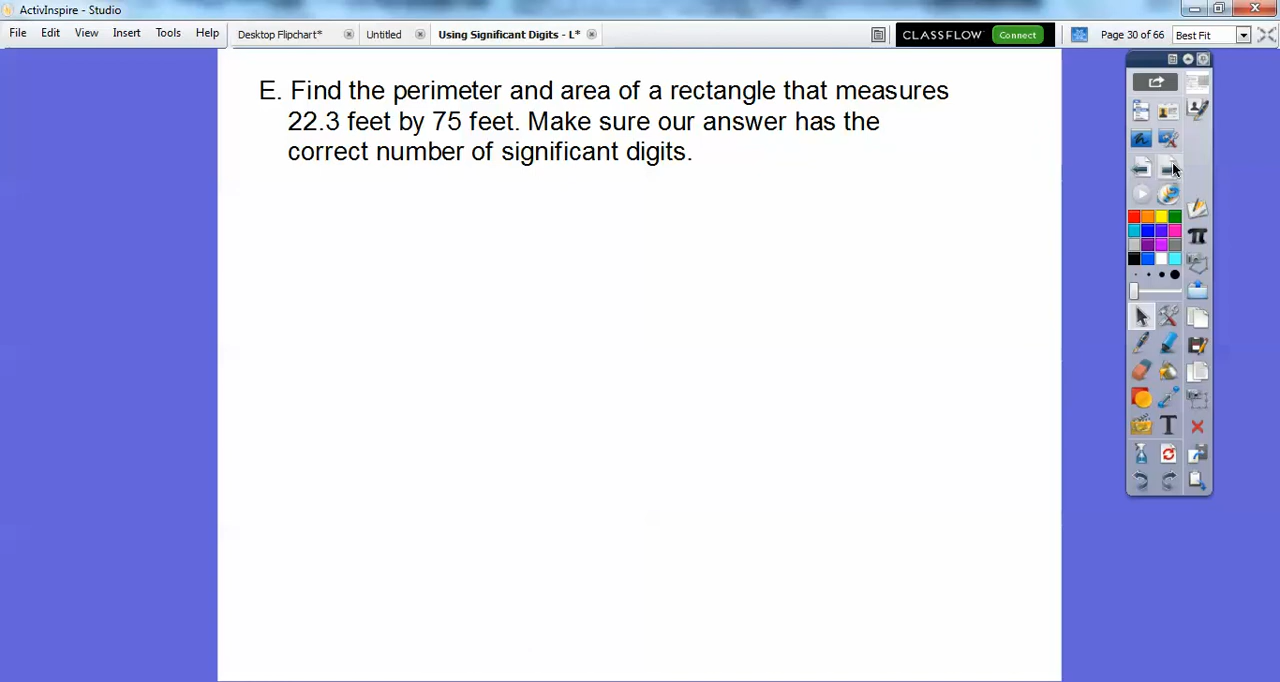 ActivInspire - Studio
File Edit View Insert Tools Help Desktop Flipchart* Untitled Using Significant Digits - L* CLASSFLOW Connect Page 30 of 66 Best Fit
E. Find the perimeter and area of a rectangle that measures
22.3 feet by 75 feet. Make sure our answer has the
correct number of significant digits.